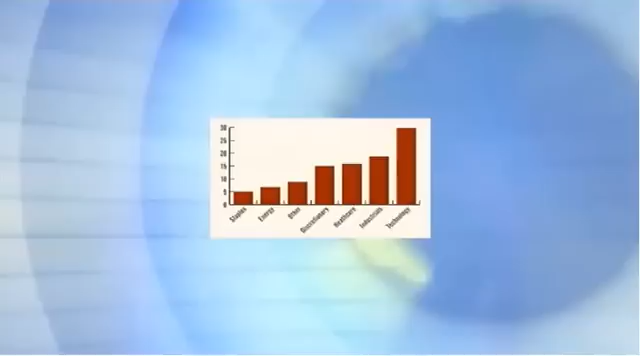 30
25
20
15
10
5
0
Staples
Energy
Other
Discretionary
Healthcare
Industrials
Technology